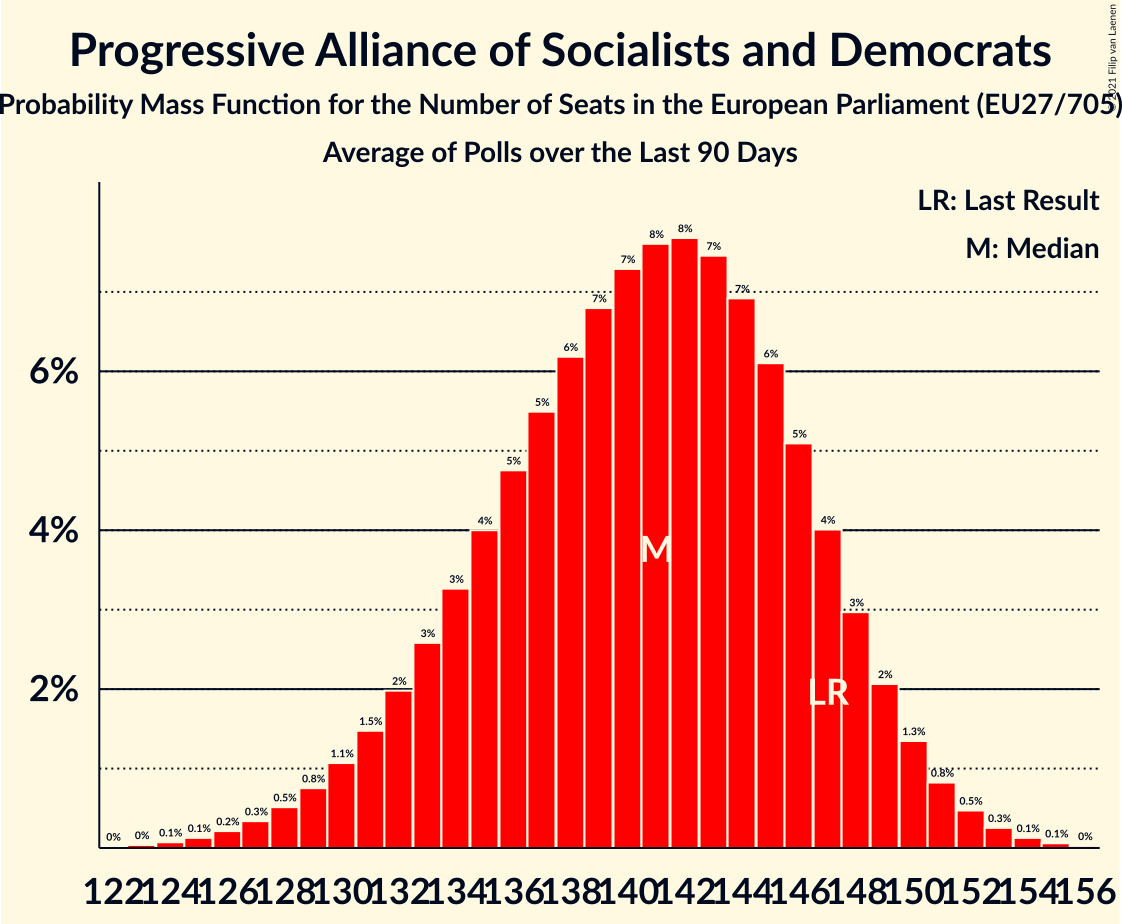 Progressive Alliance of Socialists and Democrats
Probability Mass Function for the Number of Seats in the European Parliament (EU27/705)
Average of Polls over the Last 90 Days
© 2021 Filip van Laenen
LR: Last Result
M: Median
6%
4%
2%
0% 0% 0.1% 0.1% 0.2% 0.3% 0.5% 0.8% 1.1% 1.5% 2% 3% 3% 4% 5% 5% 6% 7% 7% 8% 8% 7% 7% 6% 5% 4% 3% 2% 1.3% 0.8% 0.5% 0.3% 0.1% 0.1% 0%
M
LR
122 124 126 128 130 132 134 136 138 140 142 144 146 148 150 152 154 156